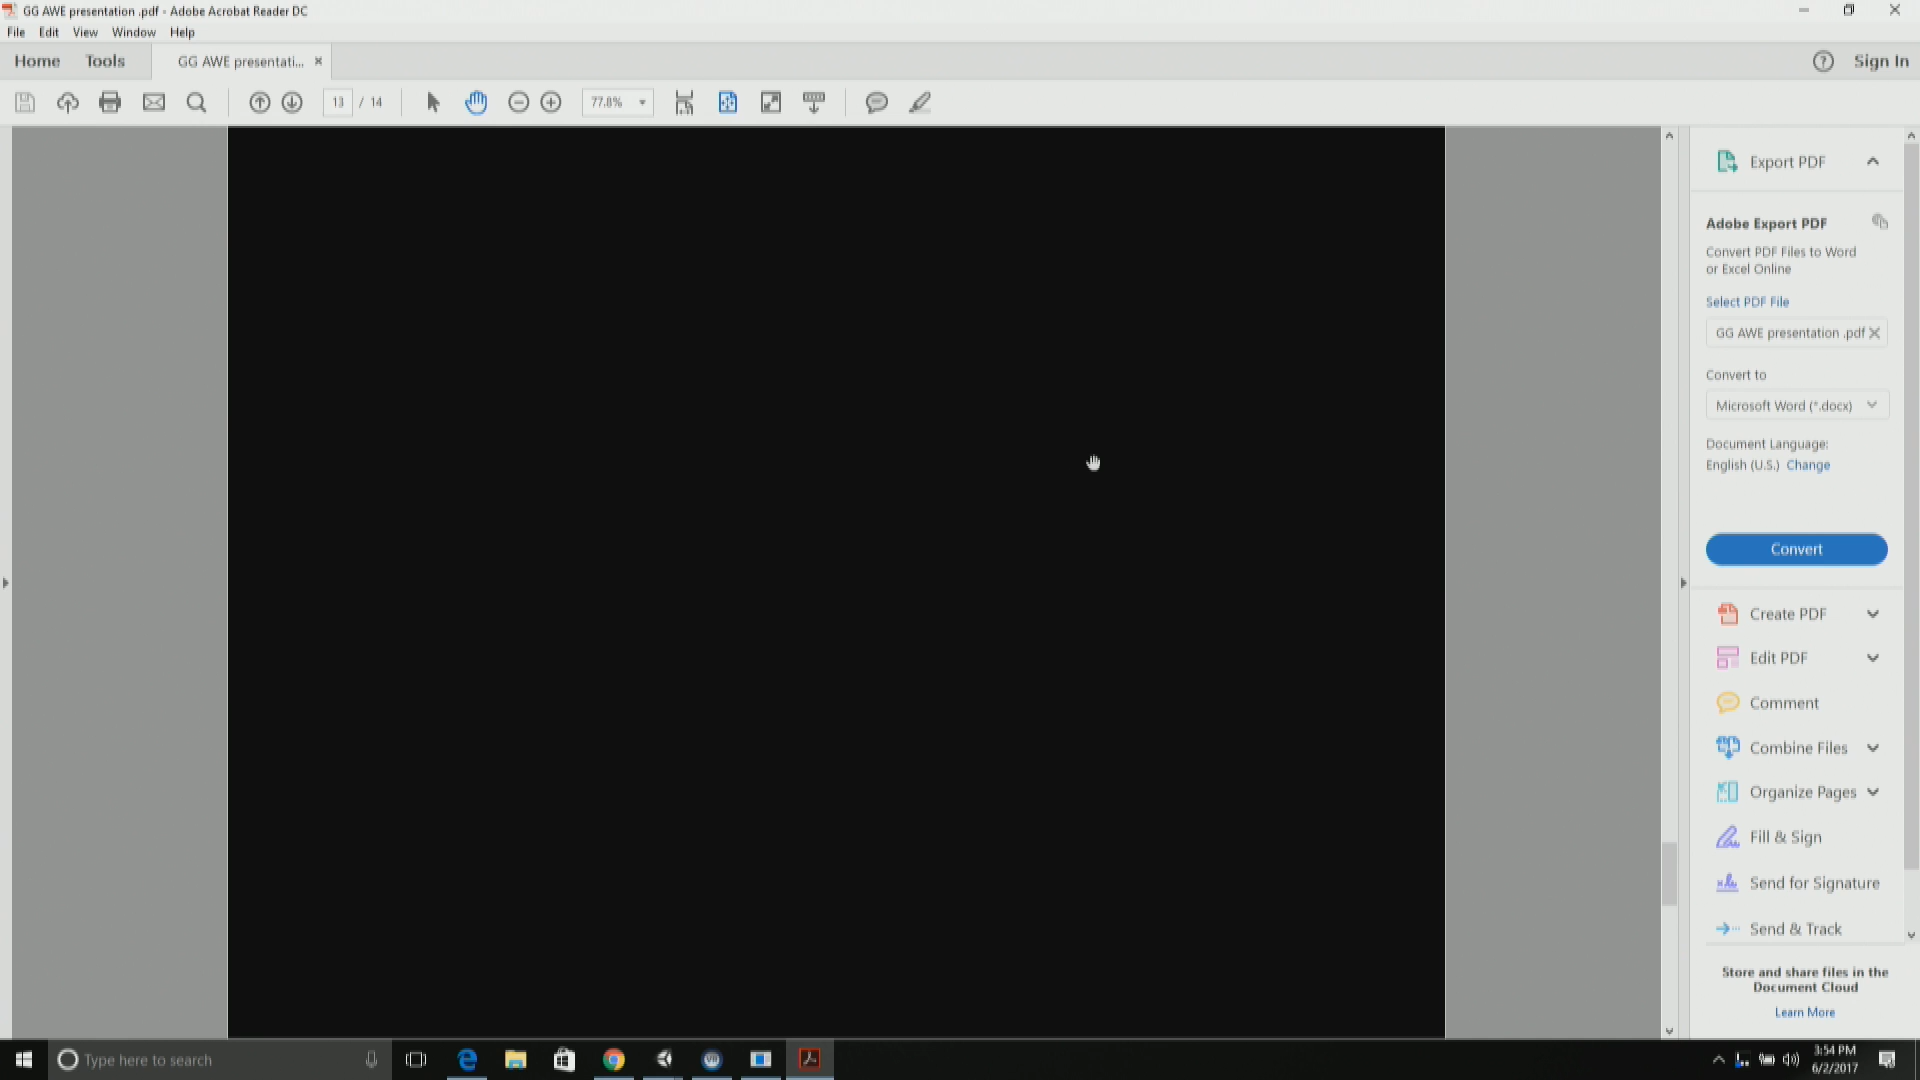 GG AWE presentation .pdf - Adobe Acrobat Reader DC
File Edit View Window Help
Home Tools GG AWE presentati... × Sign In
13 / 14 77.8%
Export PDF
Adobe Export PDF
Convert PDF Files to Word
or Excel Online
Select PDF File
GG AWE presentation .pdf
Convert to
Microsoft Word (*.docx)
Document Language:
English (U.S.) Change
Convert
Create PDF
Edit PDF
Comment
Combine Files
Organize Pages
Fill & Sign
Send for Signature
Send & Track
Store and share files in the
Document Cloud
Learn More
Type here to search
3:54 PM
6/2/2017